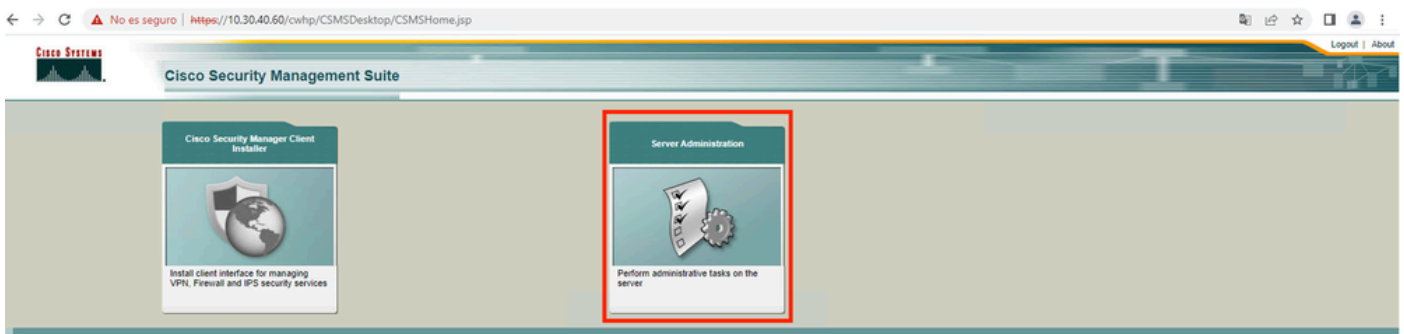 No es seguro | https://10.30.40.60/cwhp/CSMSDesktop/CSMSHome.jsp
CISCO SYSTEMS
Logout | About
Cisco Security Management Suite
Cisco Security Manager Client
Installer
Install client interface for managing
VPN, Firewall and IPS security services
Server Administration
Perform administrative tasks on the
server